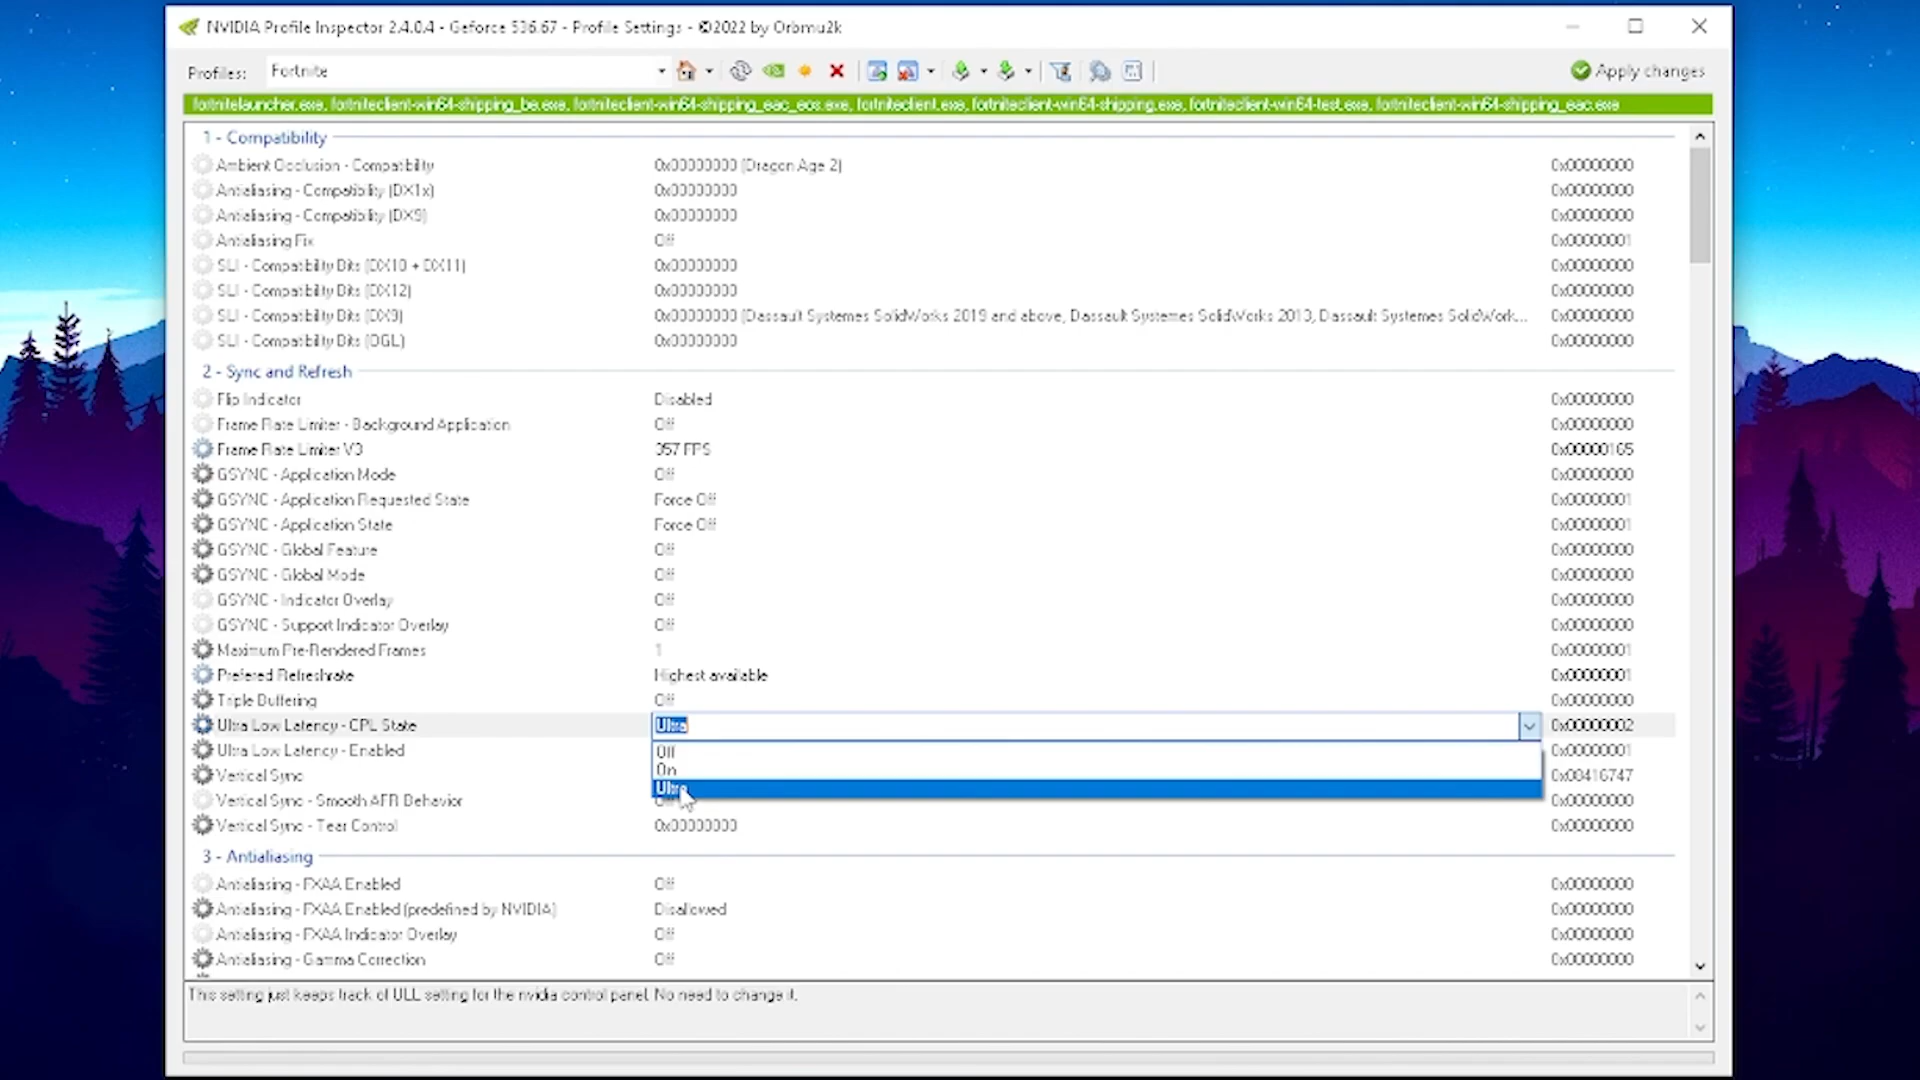 NVIDIA Profile Inspector 2.4.0.4 - Geforce 536.67 - Profile Settings - ©2022 by Orbmu2k
Profiles: Fortnite Apply changes
fortnitelauncher.exe, fortniteclient-win64-shipping_be.exe, fortniteclient-win64-shipping_eac_eos.exe, fortniteclient.exe, fortniteclient-win64-shipping.exe, fortniteclient-win64-test.exe, fortniteclient-win64-shipping_eac.exe
1 - Compatibility
Ambient Occlusion - Compatibility 0x00000000 (Dragon Age 2) 0x00000000
Antialiasing - Compatibility (DX1x) 0x00000000 0x00000000
Antialiasing - Compatibility (DX9) 0x00000000 0x00000000
Antialiasing Fix Off 0x00000001
SLI - Compatibility Bits (DX10 + DX11) 0x00000000 0x00000000
SLI - Compatibility Bits (DX12) 0x00000000 0x00000000
SLI - Compatibility Bits (DX9) 0x00000000 (Dassault Systemes SolidWorks 2019 and above, Dassault Systemes SolidWorks 2013, Dassault Systemes SolidWork... 0x00000000
SLI - Compatibility Bits (OGL) 0x00000000 0x00000000
2 - Sync and Refresh
Flip Indicator Disabled 0x00000000
Frame Rate Limiter - Background Application Off 0x00000000
Frame Rate Limiter V3 357 FPS 0x00000165
GSYNC - Application Mode Off 0x00000000
GSYNC - Application Requested State Force Off 0x00000001
GSYNC - Application State Force Off 0x00000001
GSYNC - Global Feature Off 0x00000000
GSYNC - Global Mode Off 0x00000000
GSYNC - Indicator Overlay Off 0x00000000
GSYNC - Support Indicator Overlay Off 0x00000000
Maximum Pre-Rendered Frames 1 0x00000001
Prefered Refreshrate Highest available 0x00000001
Triple Buffering Off 0x00000000
Ultra Low Latency - CPL State Ultra 0x00000002
Ultra Low Latency - Enabled Off 0x00000001
On
Vertical Sync 0x08416747
Ultra
Vertical Sync - Smooth AFR Behavior Off 0x00000000
Vertical Sync - Tear Control 0x00000000 0x00000000
3 - Antialiasing
Antialiasing - FXAA Enabled Off 0x00000000
Antialiasing - FXAA Enabled (predefined by NVIDIA) Disallowed 0x00000000
Antialiasing - FXAA Indicator Overlay Off 0x00000000
Antialiasing - Gamma Correction Off 0x00000000
This setting just keeps track of ULL setting for the nvidia control panel. No need to change it.